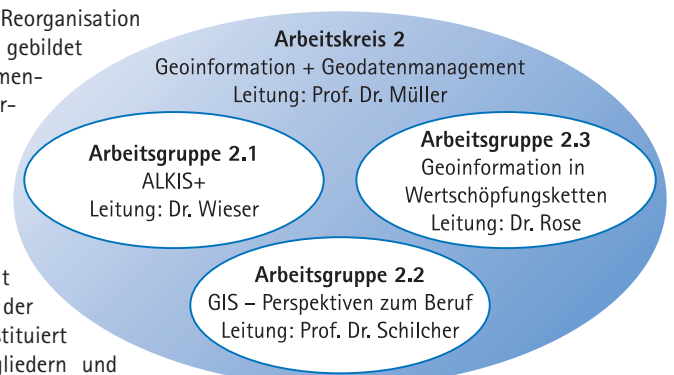 Reorganisation
gebildet
men-
r-
t
der
stituiert
gliedern und
Arbeitskreis 2
Geoinformation + Geodatenmanagement
Leitung: Prof. Dr. Müller
Arbeitsgruppe 2.1
ALKIS+
Leitung: Dr. Wieser
Arbeitsgruppe 2.3
Geoinformation in
Wertschöpfungsketten
Leitung: Dr. Rose
Arbeitsgruppe 2.2
GIS – Perspektiven zum Beruf
Leitung: Prof. Dr. Schilcher